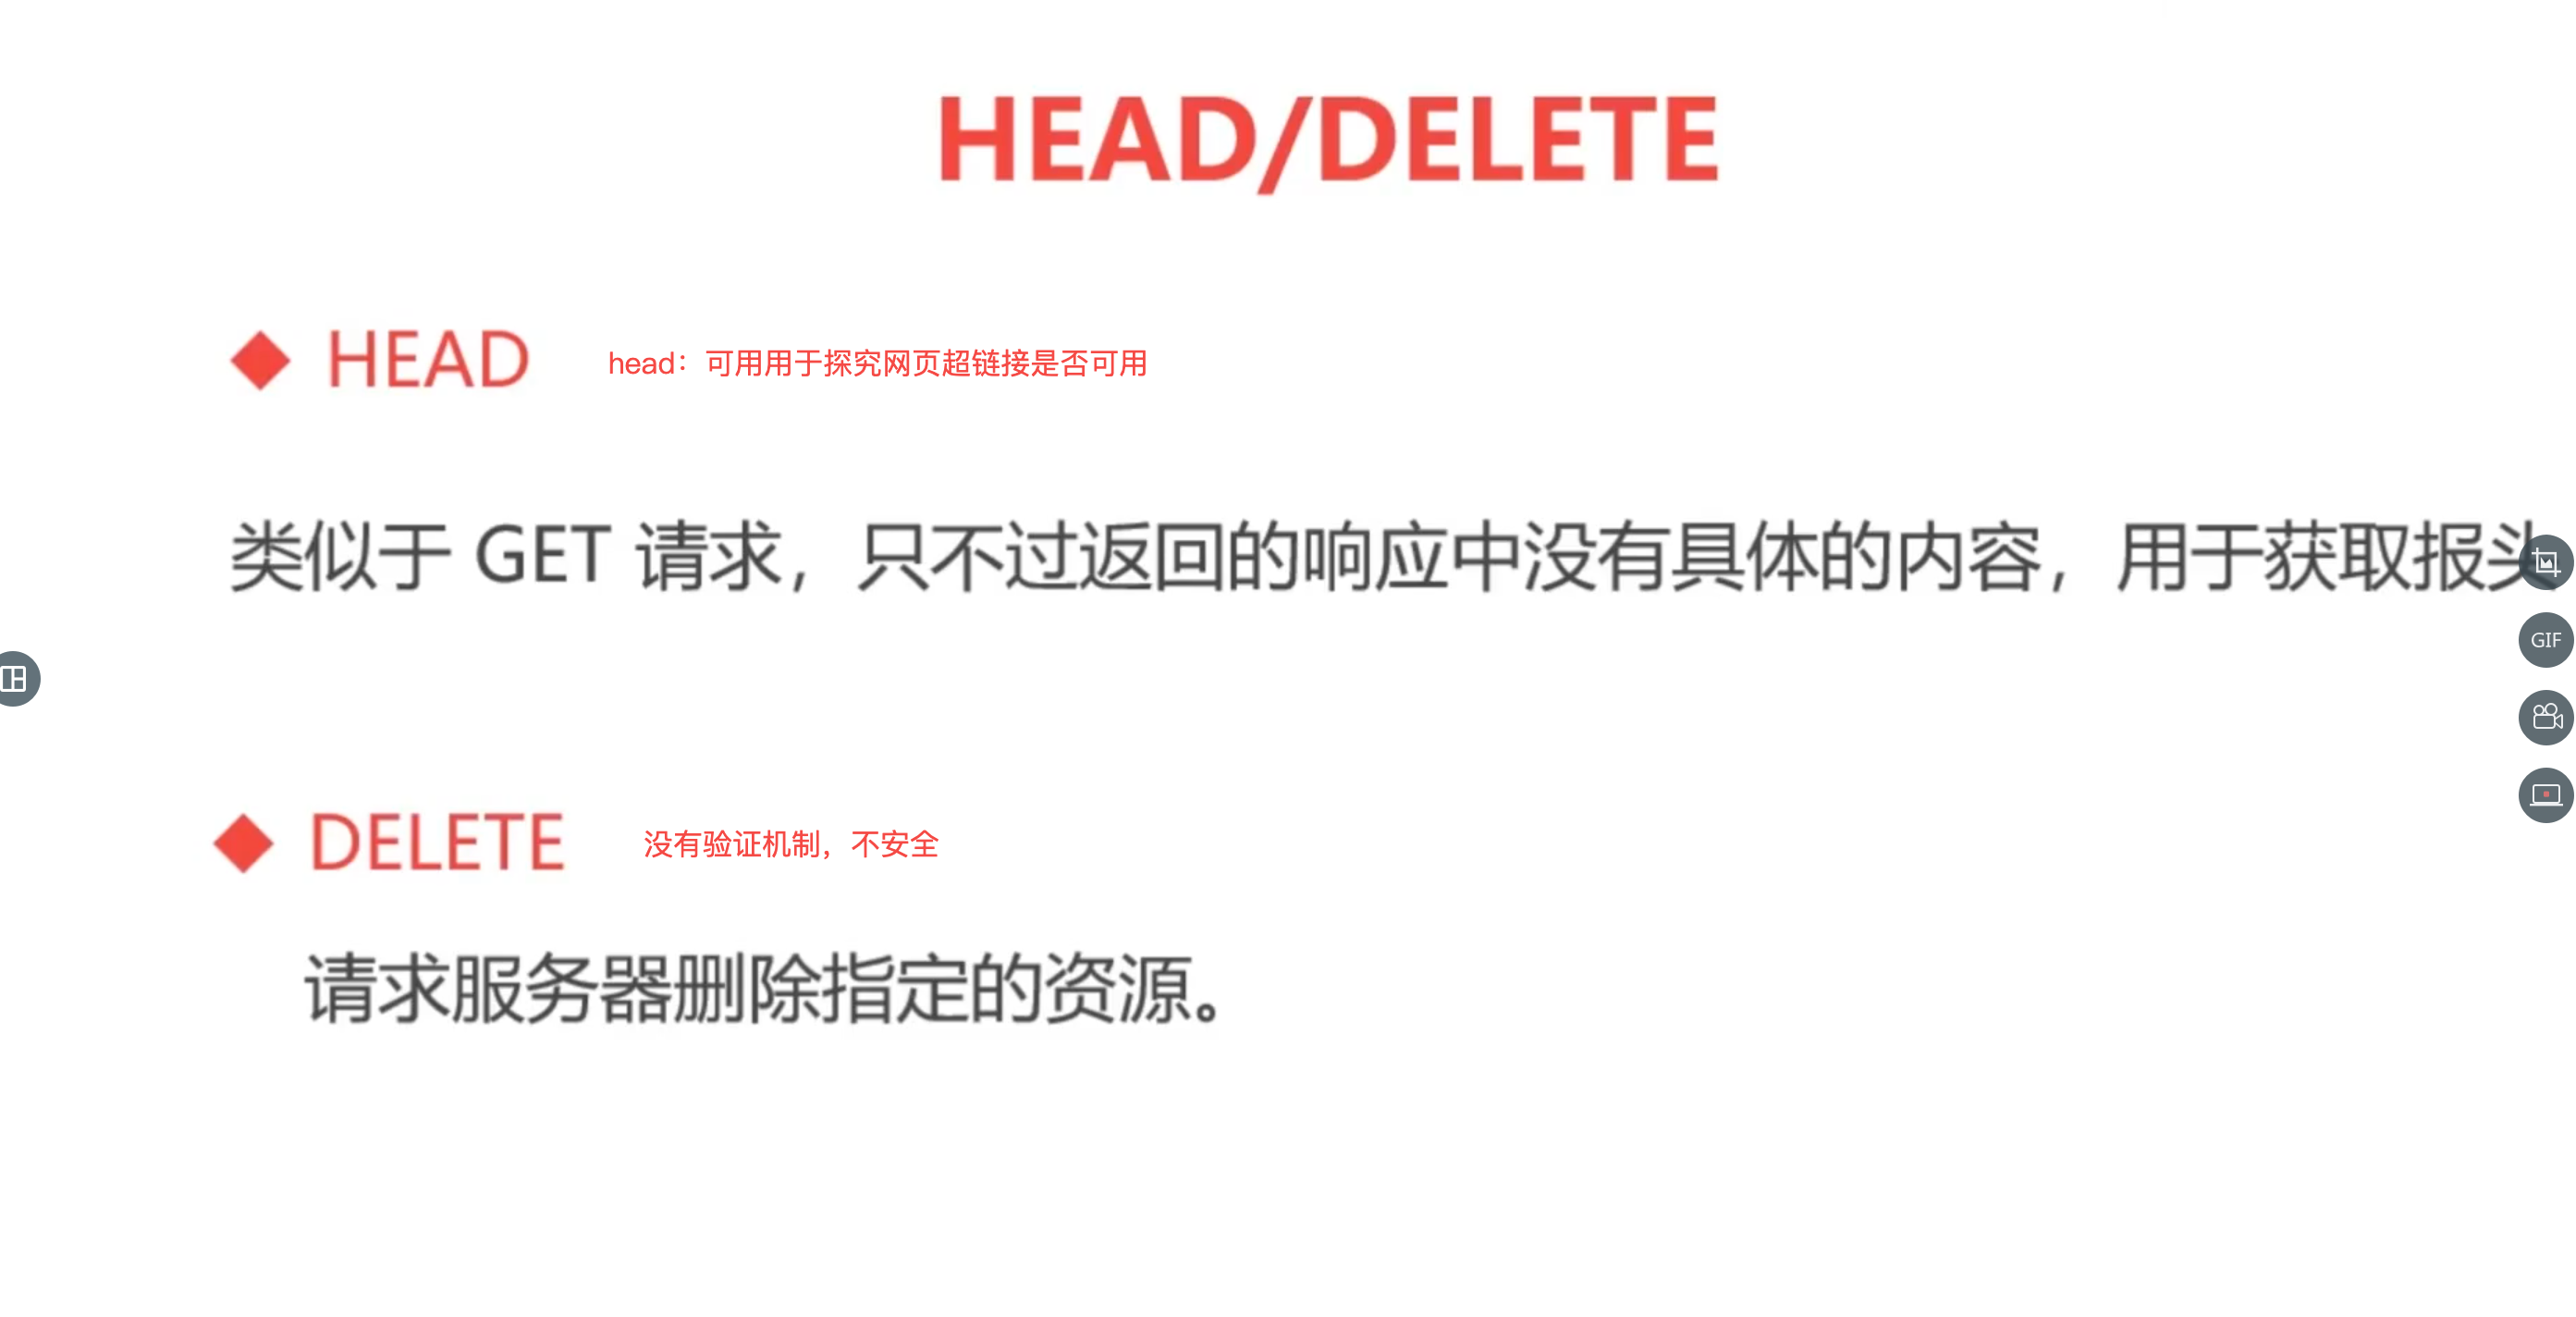 HEAD/DELETE
HEAD
head：可用用于探究网页超链接是否可用
类似于 GET 请求，只不过返回的响应中没有具体的内容，用于获取报头
GIF
DELETE
没有验证机制，不安全
请求服务器删除指定的资源。